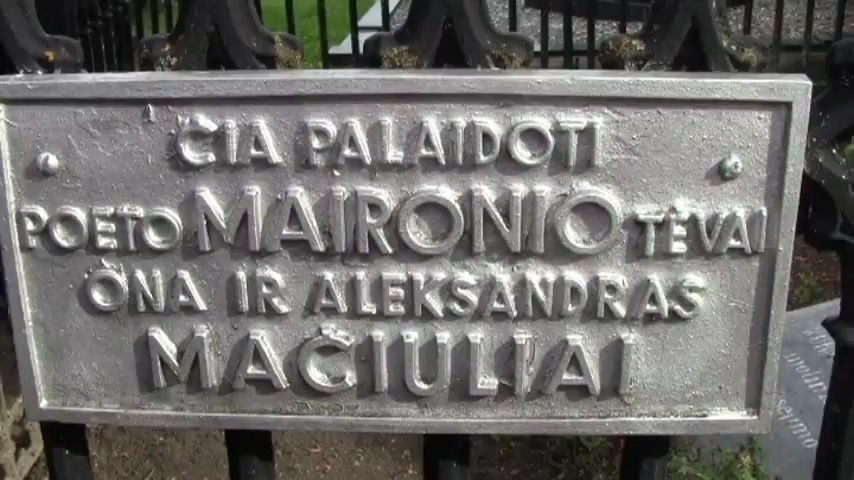 ČIA PALAIDOTI
POETO MAIRONIO TĖVAI
ONA IR ALEKSANDRAS
MAČIULIAI